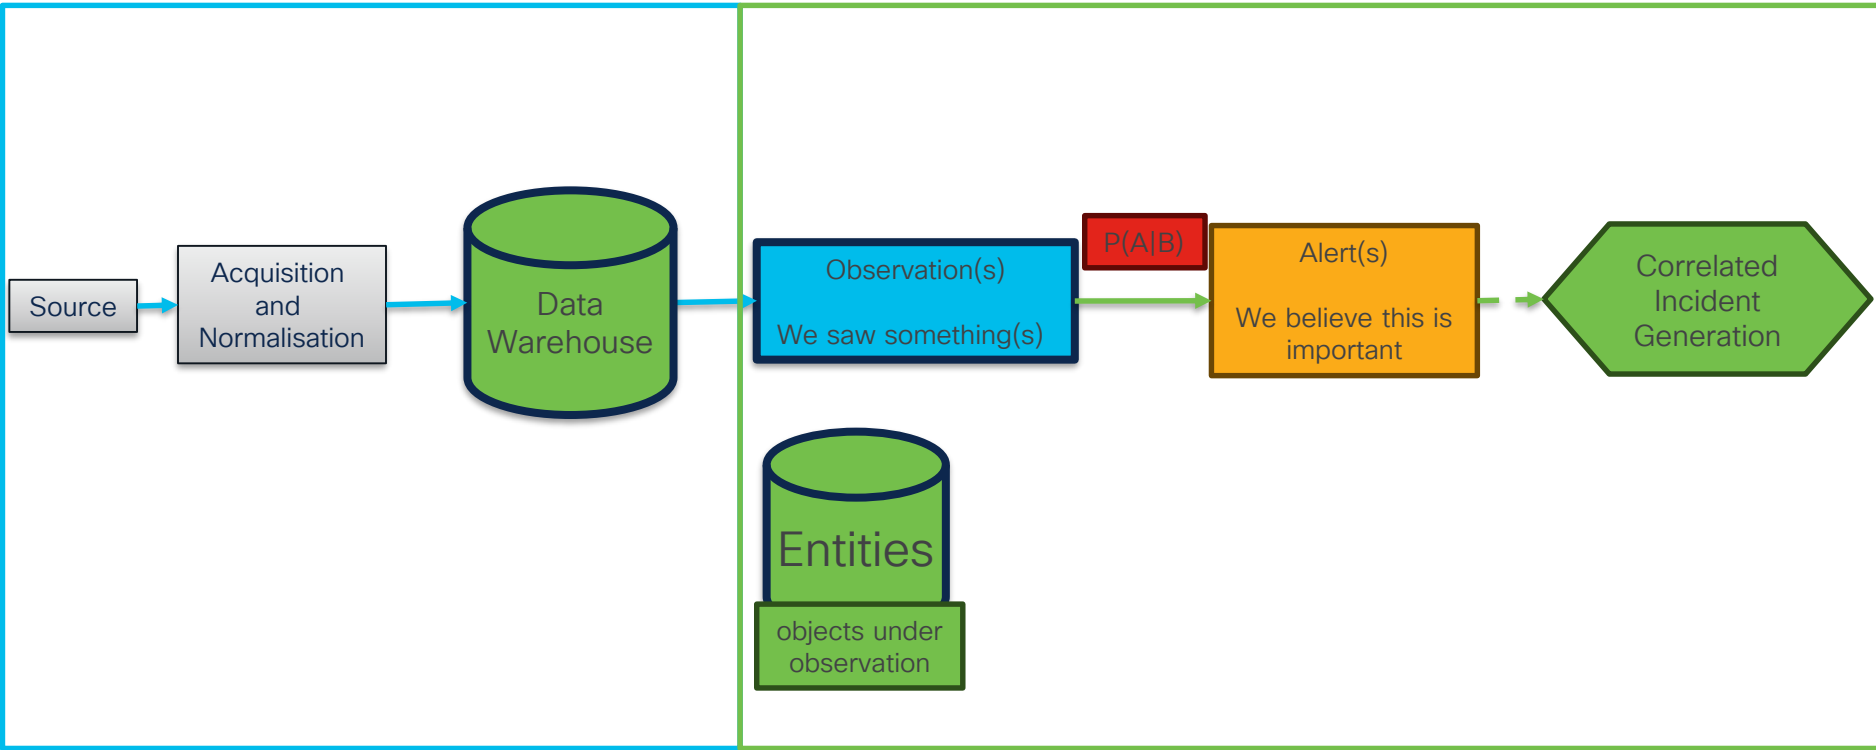 Source
Acquisition
and
Normalisation
Data
Warehouse
Observation(s)
We saw something(s)
P(A|B)
Alert(s)
We believe this is
important
Correlated
Incident
Generation
Entities
objects under
observation